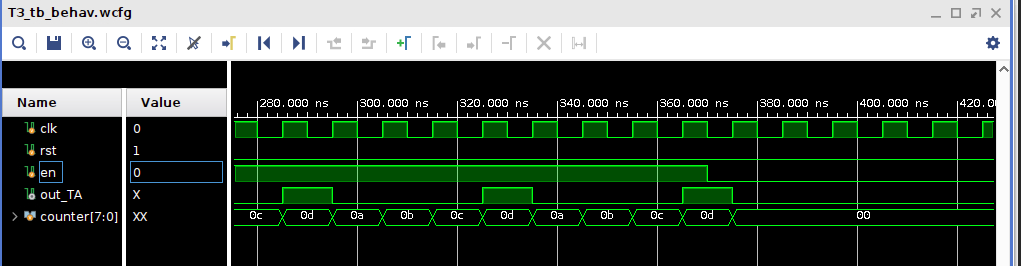 T3_tb_behav.wcfg
Name Value
280.000 ns 300.000 ns 320.000 ns 340.000 ns 360.000 ns 380.000 ns 400.000 ns 420.0
clk 0
rst 1
en 0
out_TA X
counter[7:0] XX 0c 0d 0a 0b 0c 0d 0a 0b 0c 0d 00